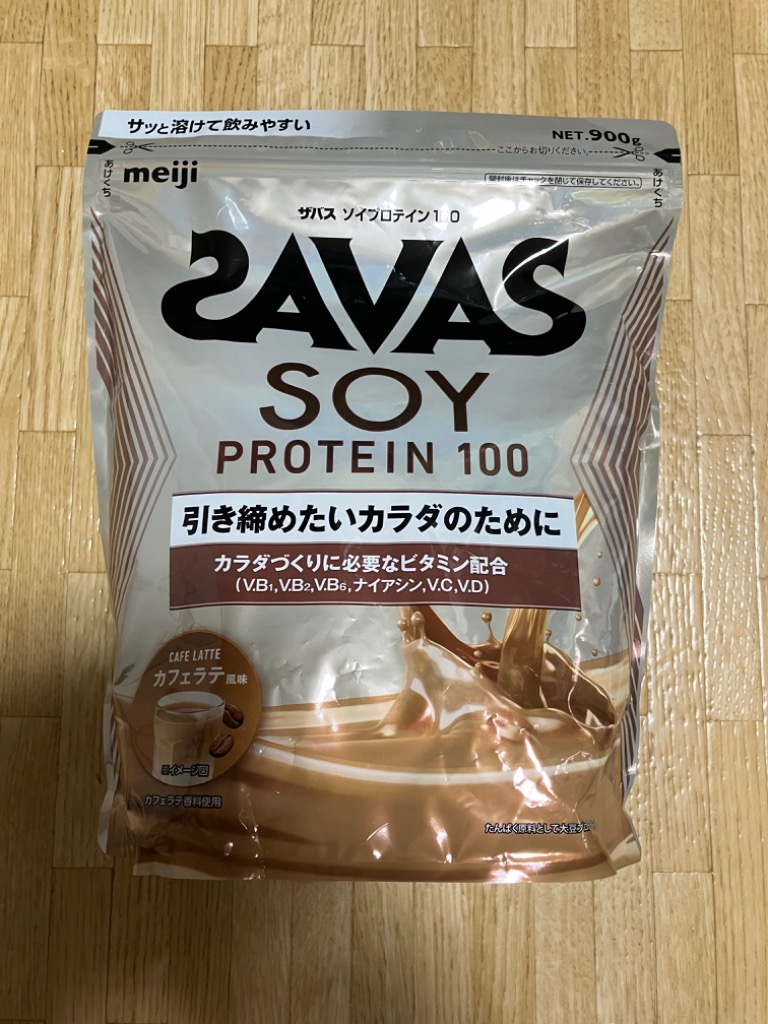 サッと溶けて飲みやすい
NET.900g
ここからお切りください。
あけくち
あけくち
meiji
開封後はチャックを閉じて保存してください。
ザバス ソイプロテイン100
SAVAS
SOY
PROTEIN 100
引き締めたいカラダのために
カラダづくりに必要なビタミン配合
(V.B1,V.B2,V.B6,ナイアシン,V.C,V.D)
CAFE LATTE
カフェラテ風味
※イメージ図
カフェラテ香料使用
たんぱく原料として大豆プロ